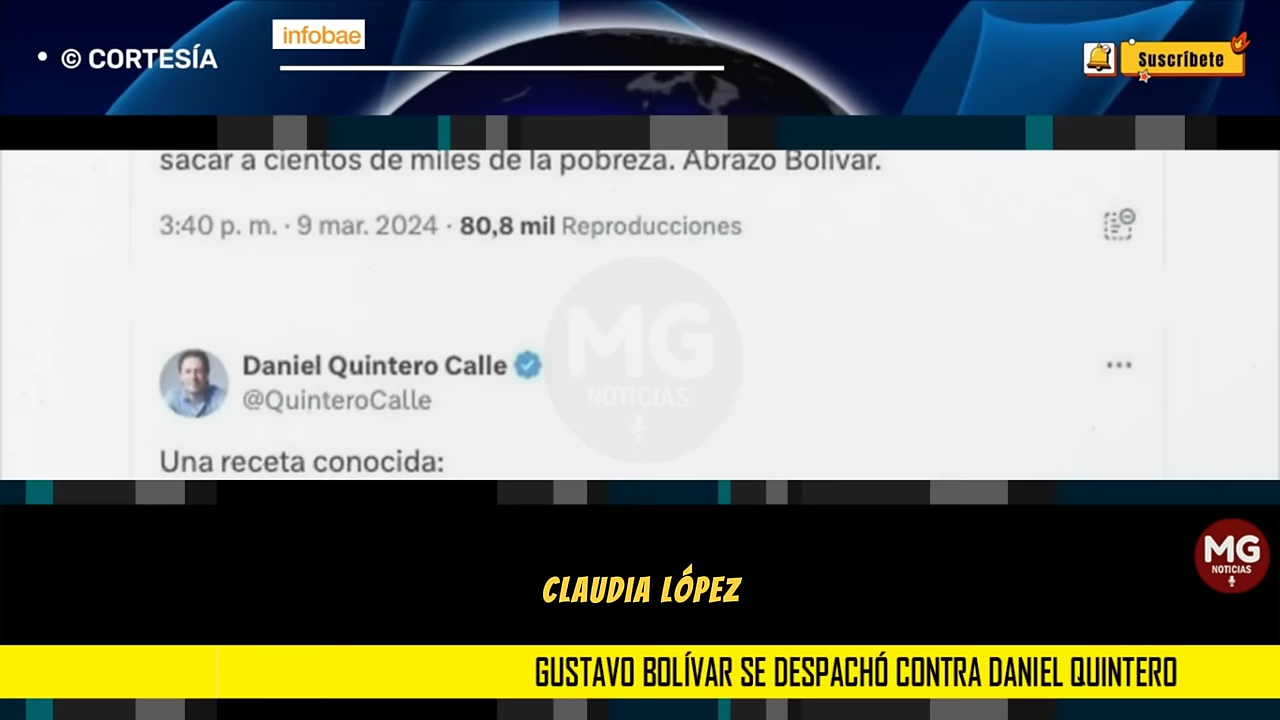 infobae
• © CORTESÍA
Suscríbete
sacar a cientos de miles de la pobreza. Abrazo Bolívar.
3:40 p. m. · 9 mar. 2024 · 80,8 mil Reproducciones
MG
NOTICIAS
Daniel Quintero Calle
@QuinteroCalle
Una receta conocida:
MG
NOTICIAS
CLAUDIA LÓPEZ
GUSTAVO BOLÍVAR SE DESPACHÓ CONTRA DANIEL QUINTERO